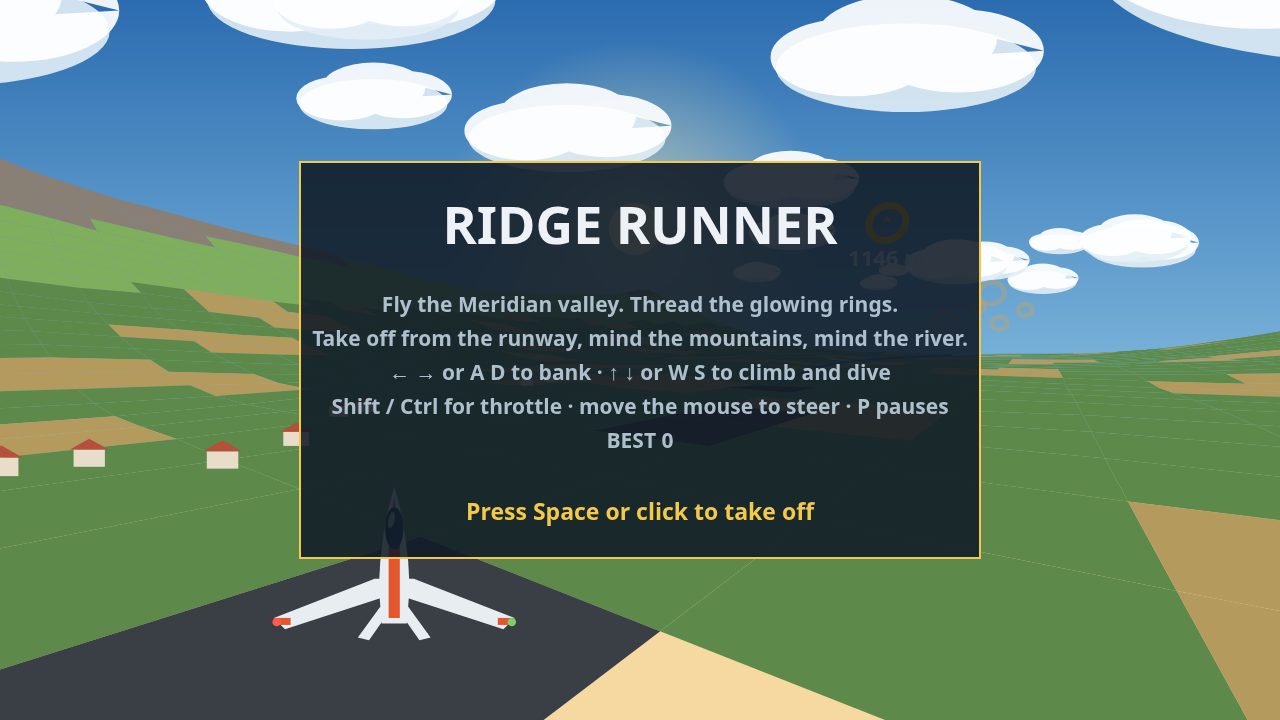 RIDGE RUNNER
1146
Fly the Meridian valley. Thread the glowing rings.
Take off from the runway, mind the mountains, mind the river.
← → or A D to bank · ↑ ↓ or W S to climb and dive
Shift / Ctrl for throttle · move the mouse to steer · P pauses
BEST 0
Press Space or click to take off